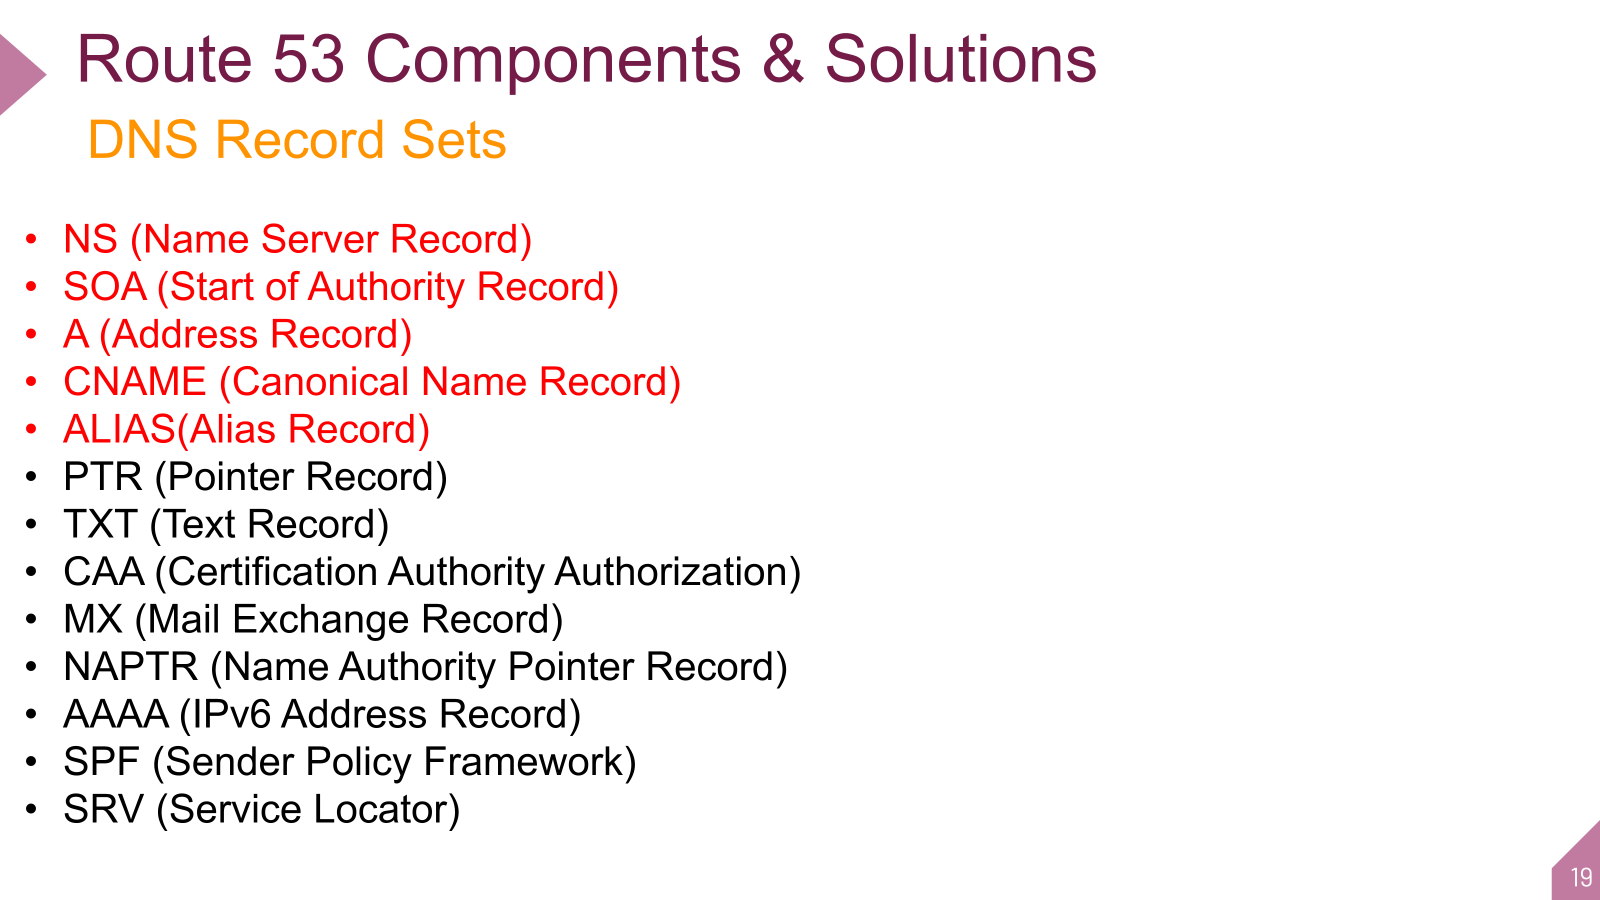 Route 53 Components & Solutions
DNS Record Sets
• NS (Name Server Record)
• SOA (Start of Authority Record)
• A (Address Record)
• CNAME (Canonical Name Record)
• ALIAS(Alias Record)
• PTR (Pointer Record)
• TXT (Text Record)
• CAA (Certification Authority Authorization)
• MX (Mail Exchange Record)
• NAPTR (Name Authority Pointer Record)
• AAAA (IPv6 Address Record)
• SPF (Sender Policy Framework)
• SRV (Service Locator)
19